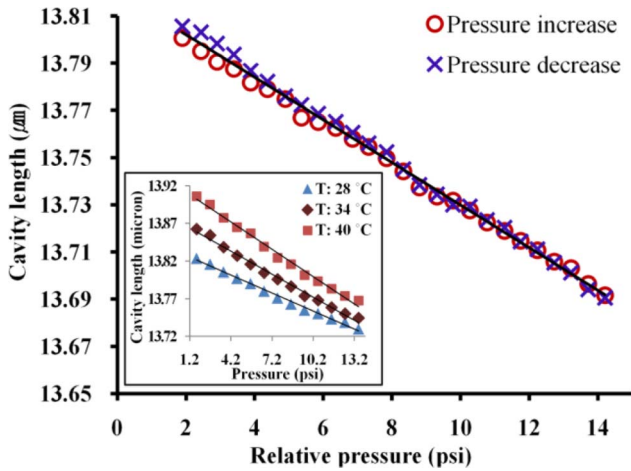 13.81
13.79
13.77
13.75
13.73
13.71
13.69
13.67
13.65
Cavity length (㎛)
Pressure increase
Pressure decrease
13.92
13.87
13.82
13.77
13.72
Cavity length (micron)
T: 28 °C
T: 34 °C
T: 40 °C
1.2 4.2 7.2 10.2 13.2
Pressure (psi)
0 2 4 6 8 10 12 14
Relative pressure (psi)